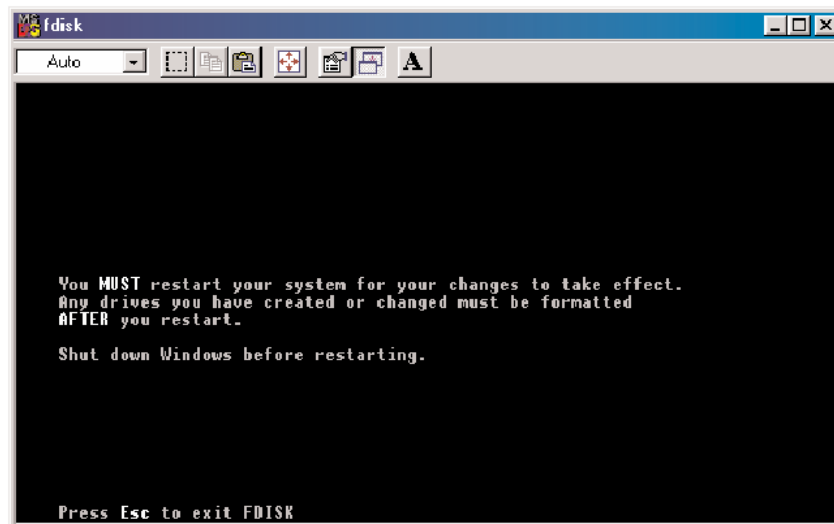 fdisk
Auto
A
You MUST restart your system for your changes to take effect.
Any drives you have created or changed must be formatted
AFTER you restart.
Shut down Windows before restarting.
Press Esc to exit FDISK